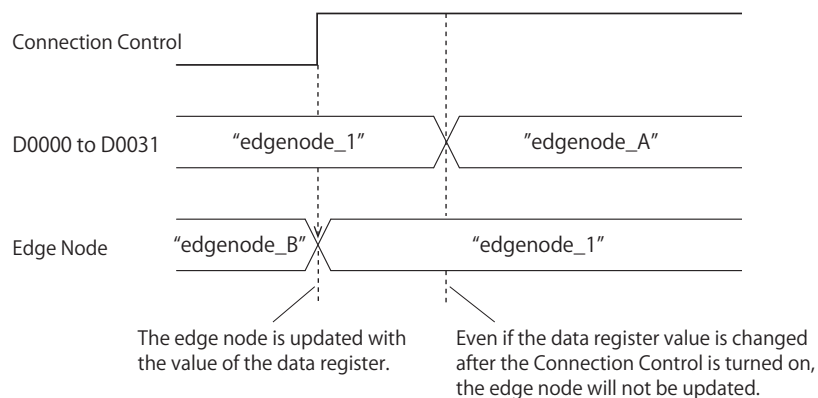 Connection Control
D0000 to D0031
“edgenode_1”
”edgenode_A”
Edge Node
“edgenode_B”
“edgenode_1”
The edge node is updated with
the value of the data register.
Even if the data register value is changed
after the Connection Control is turned on,
the edge node will not be updated.